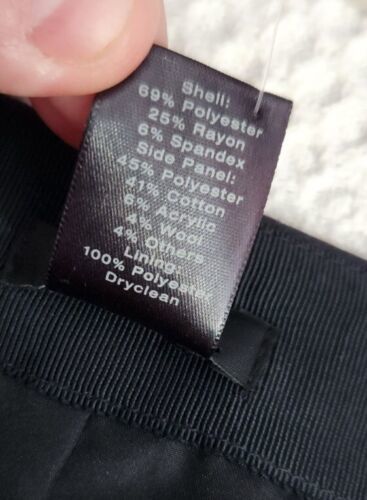 Shell:
69% Polyester
25% Rayon
6% Spandex
Side Panel:
45% Polyester
41% Cotton
6% Acrylic
4% Wool
4% Others
Lining:
100% Polyester
Dryclean